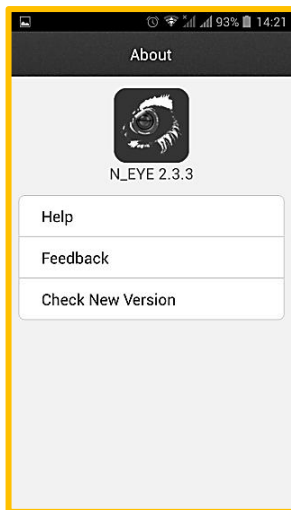 93% 14:21
About
N_EYE 2.3.3
Help
Feedback
Check New Version